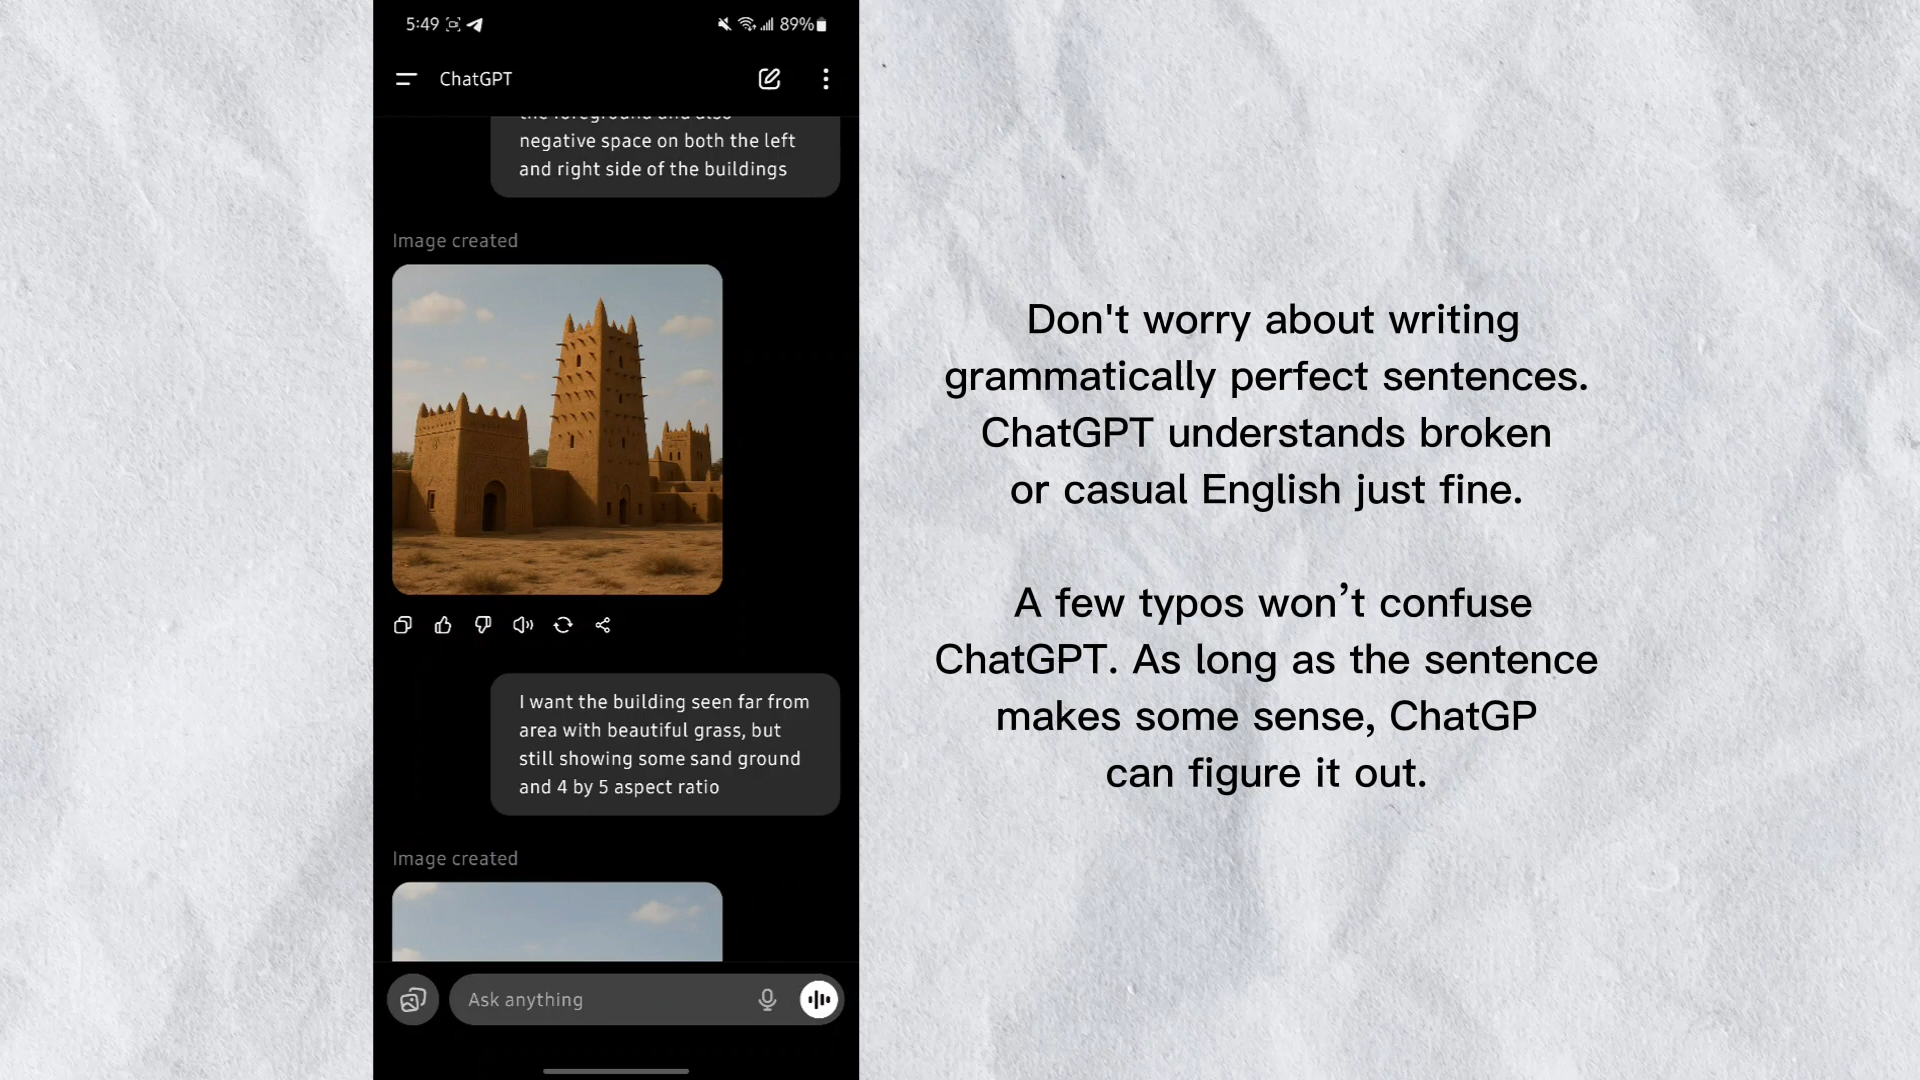 5:49
89%
ChatGPT
the foreground and also
negative space on both the left
and right side of the buildings
Image created
I want the building seen far from
area with beautiful grass, but
still showing some sand ground
and 4 by 5 aspect ratio
Image created
Ask anything
Don't worry about writing
grammatically perfect sentences.
ChatGPT understands broken
or casual English just fine.
A few typos won’t confuse
ChatGPT. As long as the sentence
makes some sense, ChatGP
can figure it out.